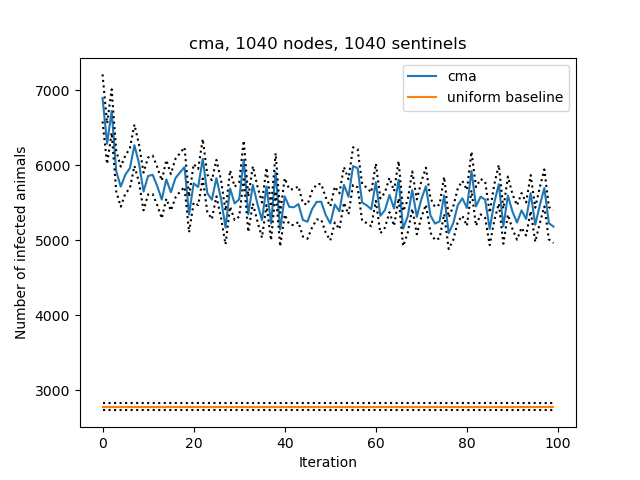 cma, 1040 nodes, 1040 sentinels
cma
uniform baseline
Number of infected animals
7000
6000
5000
4000
3000
0 20 40 60 80 100
Iteration